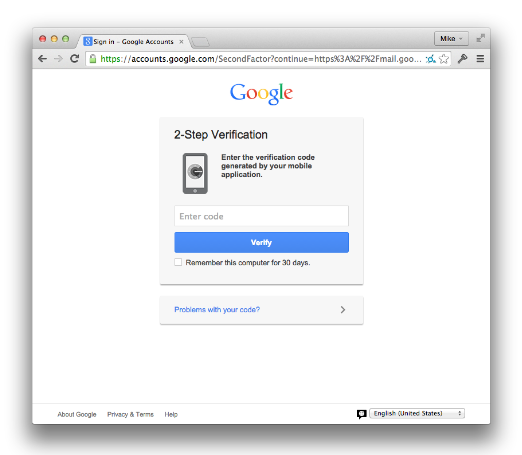 Sign in – Google Accounts
Mike
https://accounts.google.com/SecondFactor?continue=https%3A%2F%2Fmail.goo...
Google
2-Step Verification
Enter the verification code
generated by your mobile
application.
Enter code
Verify
Remember this computer for 30 days.
Problems with your code?
About Google Privacy & Terms Help English (United States)